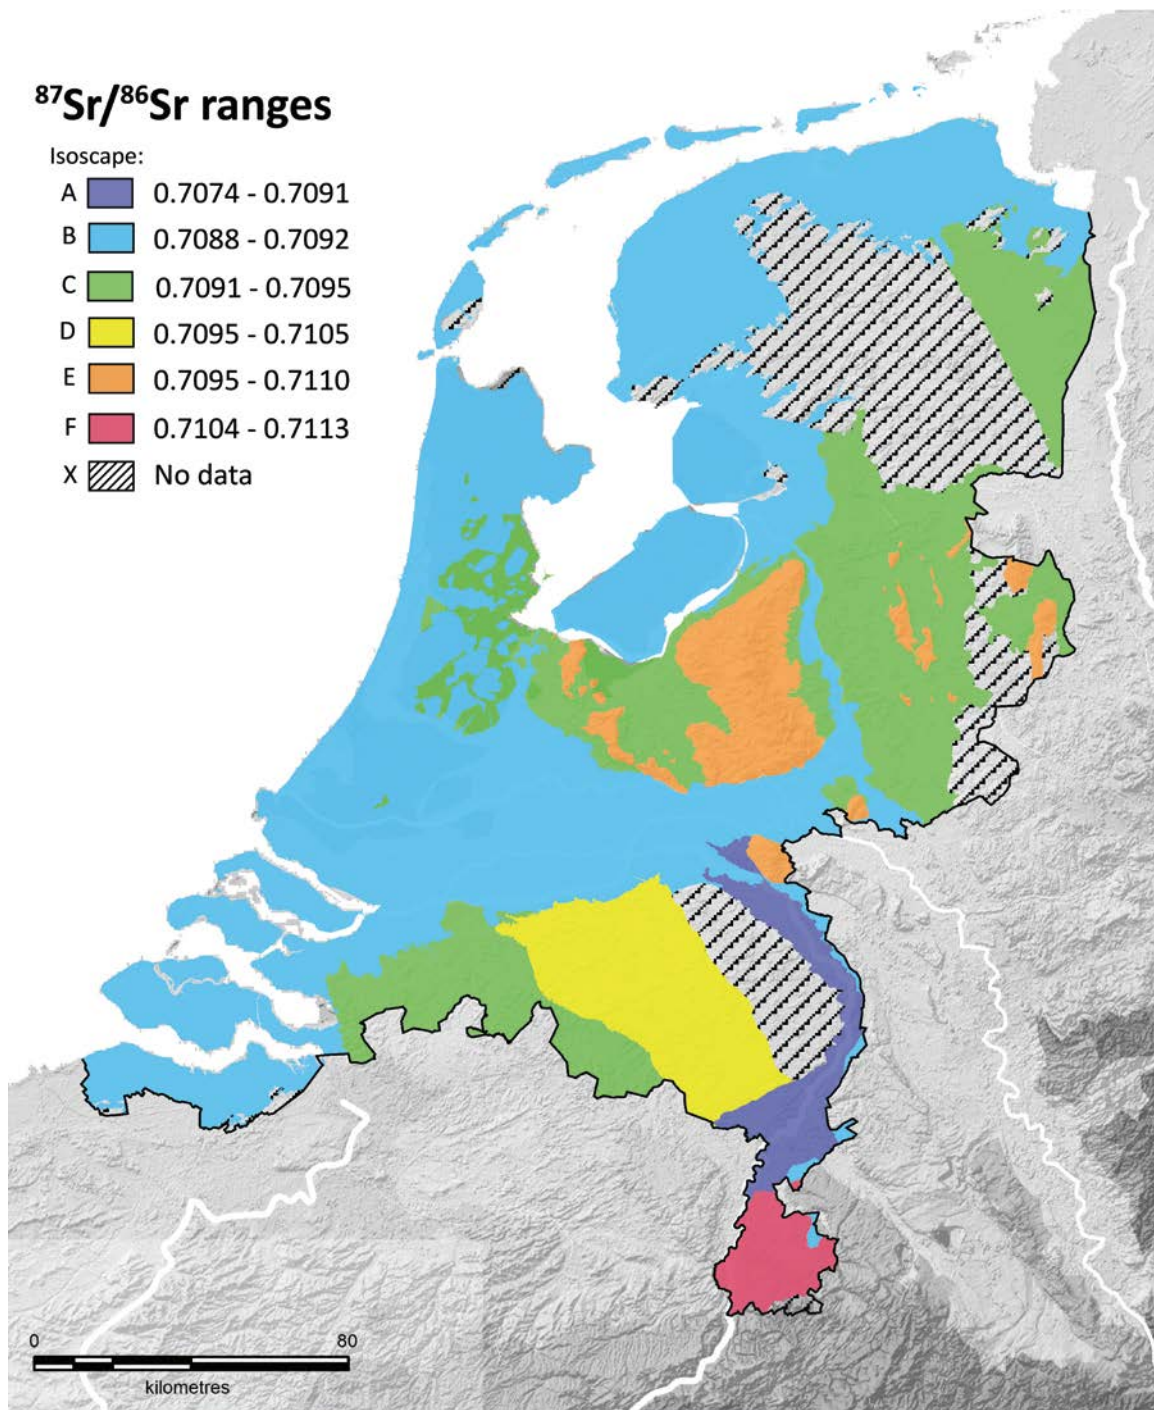 ⁸⁷Sr/⁸⁶Sr ranges
Isoscape:
A 0.7074 - 0.7091
B 0.7088 - 0.7092
C 0.7091 - 0.7095
D 0.7095 - 0.7105
E 0.7095 - 0.7110
F 0.7104 - 0.7113
X No data
0 80
kilometres